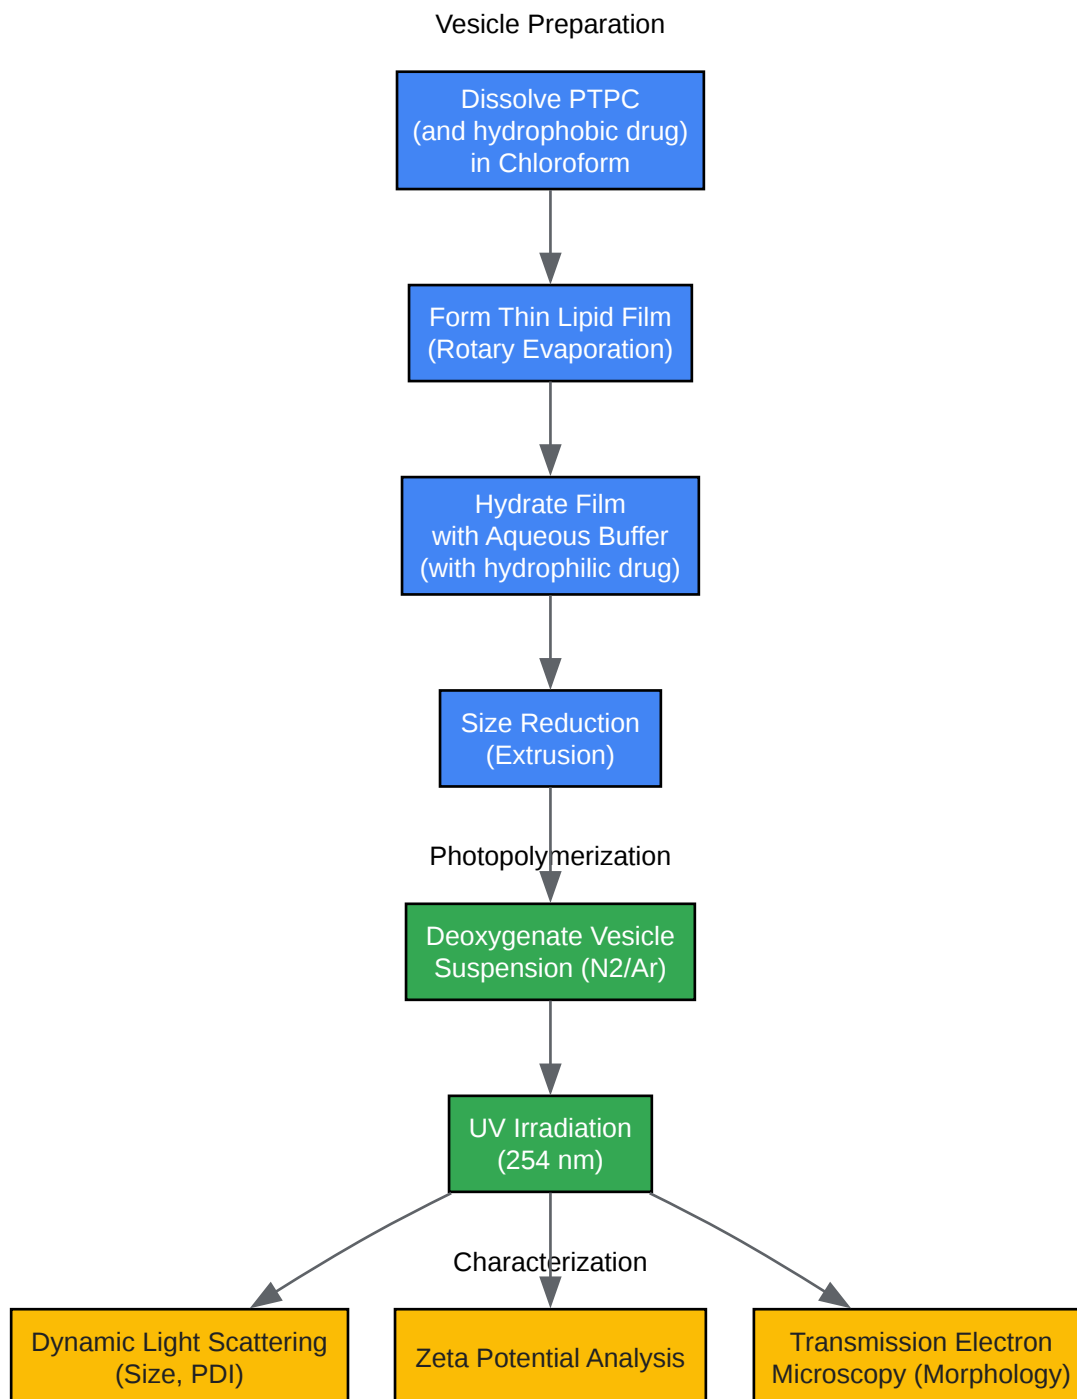 Vesicle Preparation
Dissolve PTPC
(and hydrophobic drug)
in Chloroform
Form Thin Lipid Film
(Rotary Evaporation)
Hydrate Film
with Aqueous Buffer
(with hydrophilic drug)
Size Reduction
(Extrusion)
Photopolymerization
Deoxygenate Vesicle
Suspension (N2/Ar)
UV Irradiation
(254 nm)
Characterization
Dynamic Light Scattering
(Size, PDI)
Zeta Potential Analysis
Transmission Electron
Microscopy (Morphology)